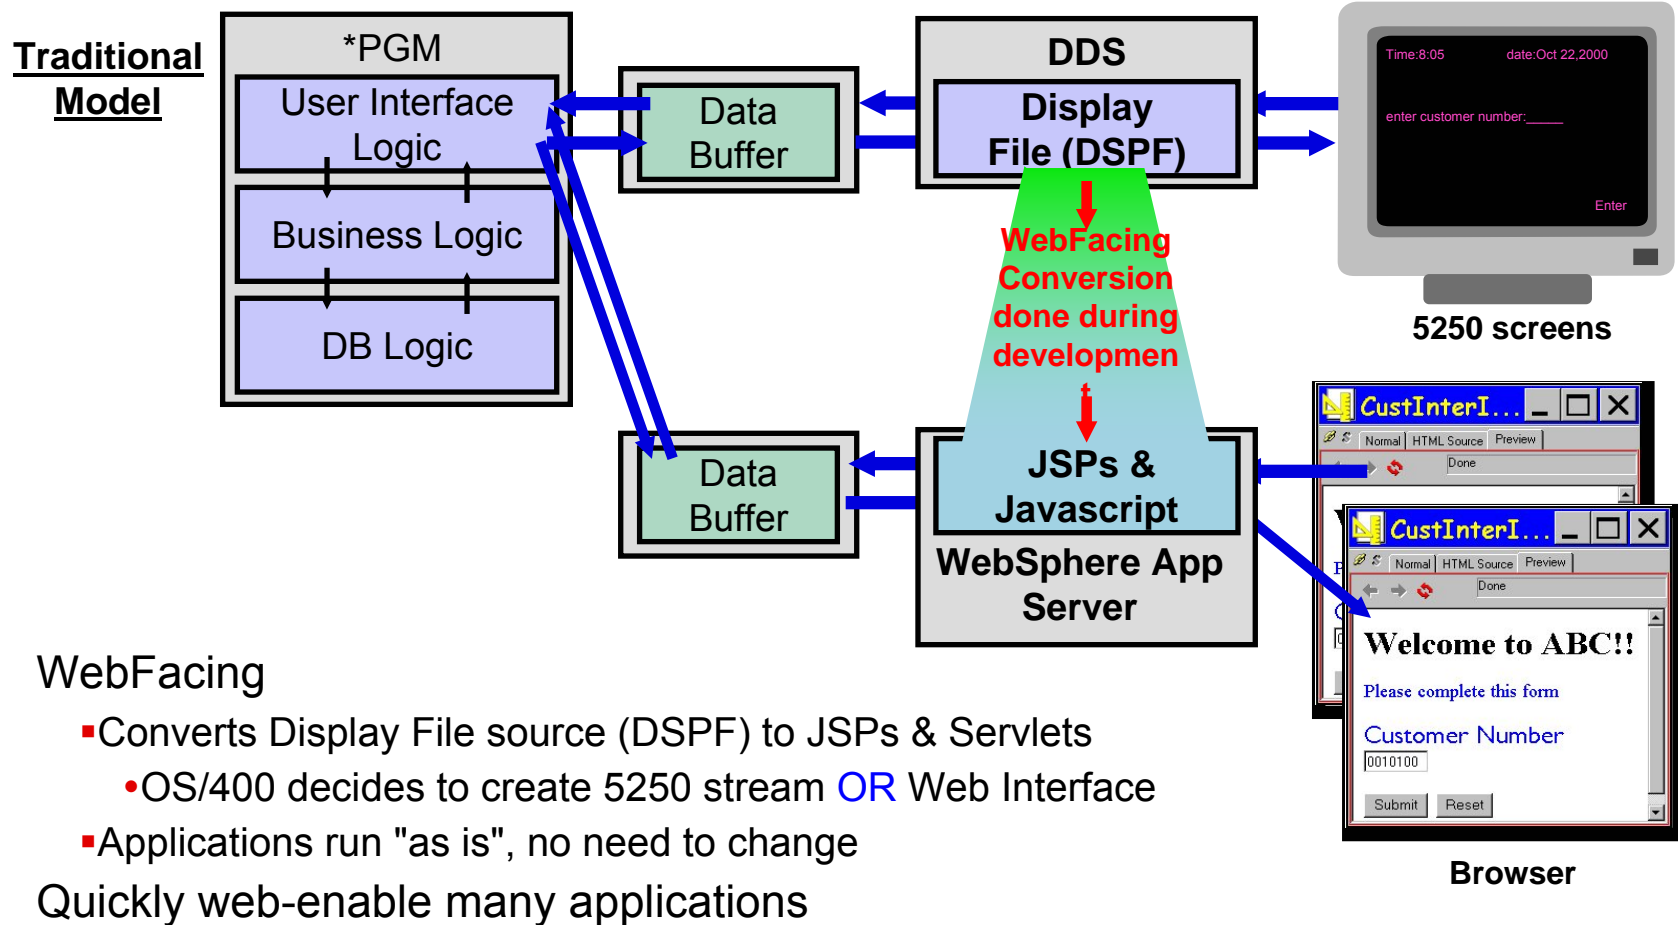 Traditional
Model
*PGM
User Interface
Logic
Business Logic
DB Logic
Data
Buffer
DDS
Display
File (DSPF)
Time:8:05 date:Oct 22,2000
enter customer number:_____
Enter
5250 screens
WebFacing
Conversion
done during
developmen
t
Data
Buffer
JSPs &
Javascript
WebSphere App
Server
CustInterI...
Normal HTML Source Preview
Done
CustInterI...
Normal HTML Source Preview
Done
Welcome to ABC!!
Please complete this form
Customer Number
0010100
Submit Reset
Browser
WebFacing
▪Converts Display File source (DSPF) to JSPs & Servlets
•OS/400 decides to create 5250 stream OR Web Interface
▪Applications run "as is", no need to change
Quickly web-enable many applications